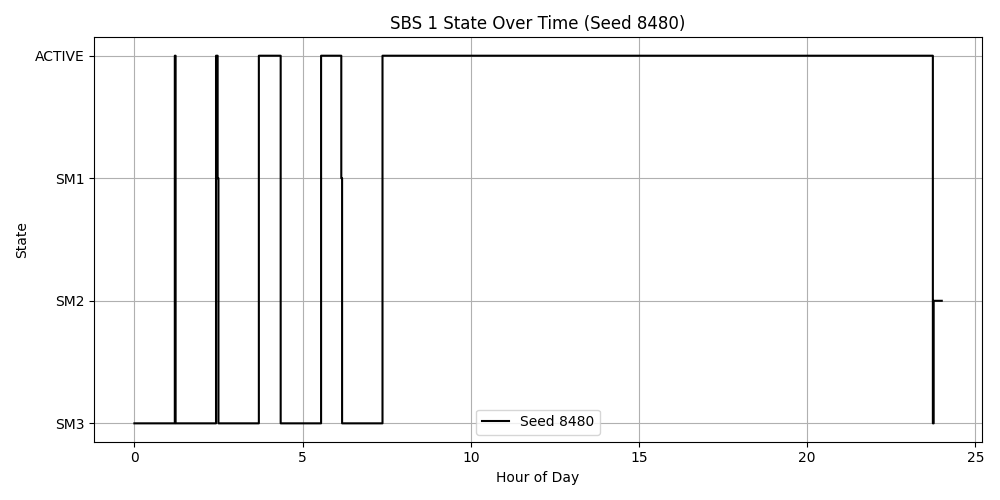 SBS 1 State Over Time (Seed 8480)
ACTIVE
SM1
SM2
SM3
State
0
5
10
15
20
25
Hour of Day
Seed 8480